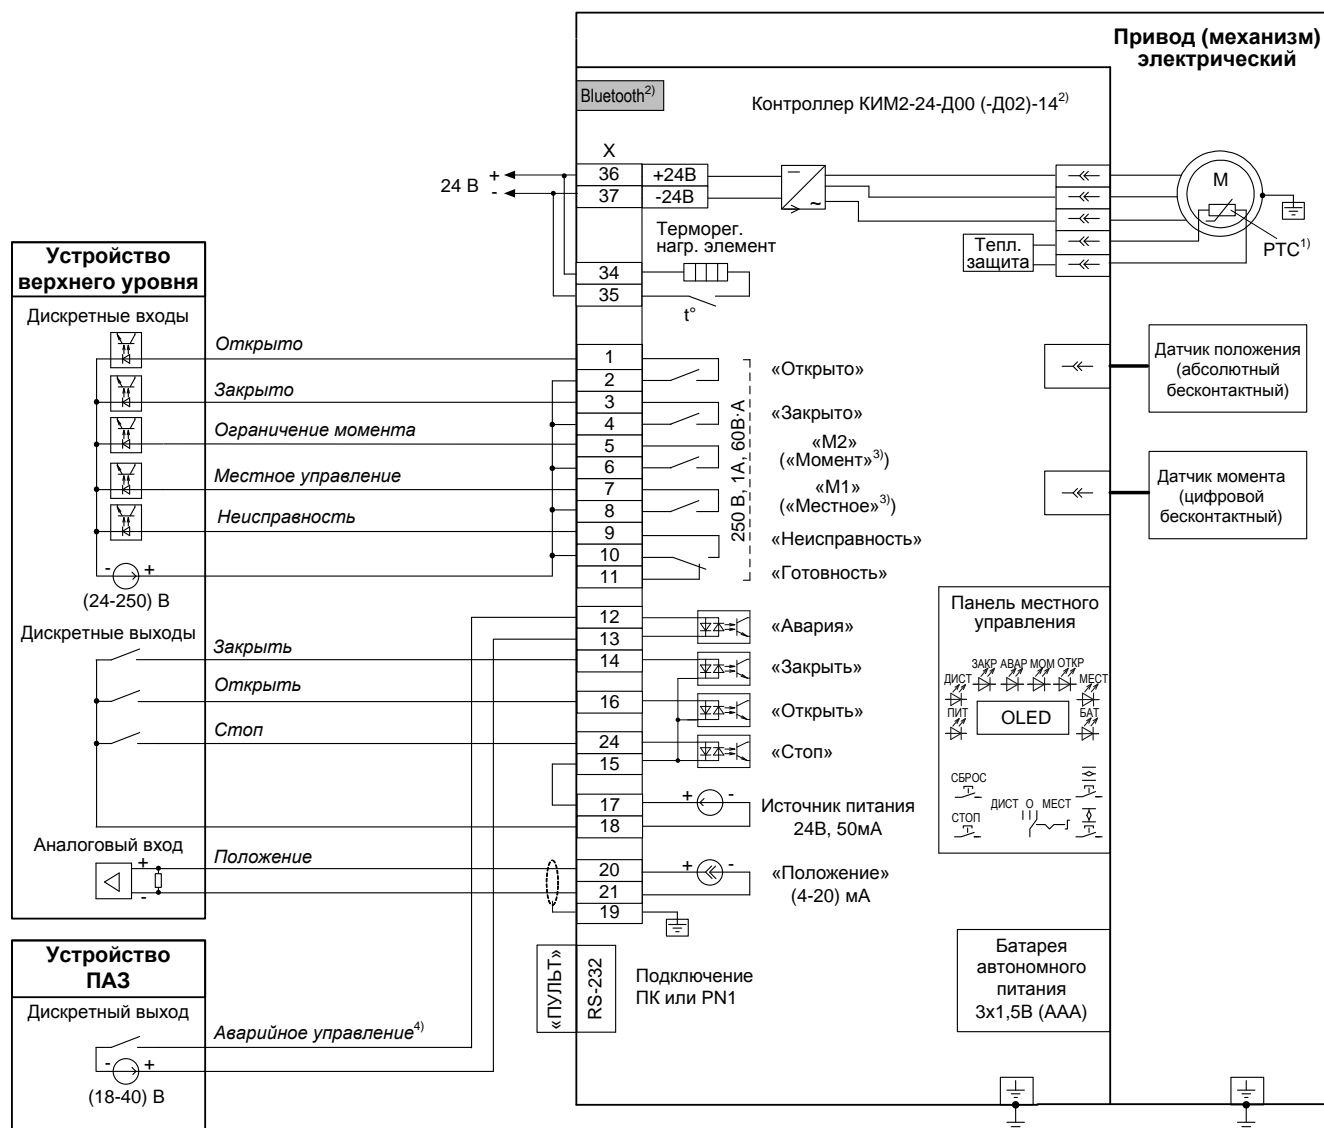 Привод (механизм)
электрический
Bluetooth2)
Контроллер КИМ2-24-Д00 (-Д02)-142)
X
24 В
+
-
36
+24В
37
-24В
M
PTC1)
Терморег.
нагр. элемент
Тепл.
защита
34
35
t°
Устройство
верхнего уровня
Дискретные входы
Открыто
Закрыто
Ограничение момента
Местное управление
Неисправность
- +
(24-250) В
1
2
3
4
5
6
7
8
9
10
11
250 В, 1А, 60В·А
«Открыто»
«Закрыто»
«М2»
(«Момент»3))
«М1»
(«Местное»3))
«Неисправность»
«Готовность»
Датчик положения
(абсолютный
бесконтактный)
Датчик момента
(цифровой
бесконтактный)
Дискретные выходы
Закрыть
Открыть
Стоп
12
13
14
16
24
15
17
18
«Авария»
«Закрыть»
«Открыть»
«Стоп»
+ -
Источник питания
24В, 50мА
Панель местного
управления
ЗАКР АВАР МОМ ОТКР
ДИСТ
МЕСТ
ПИТ
OLED
БАТ
СБРОС
ДИСТ О МЕСТ
СТОП
Аналоговый вход
+
-
Положение
20
21
19
+ -
«Положение»
(4-20) мА
«ПУЛЬТ»
RS-232
Подключение
ПК или PN1
Батарея
автономного
питания
3х1,5В (ААА)
Устройство
ПАЗ
Дискретный выход
Аварийное управление4)
- +
(18-40) В